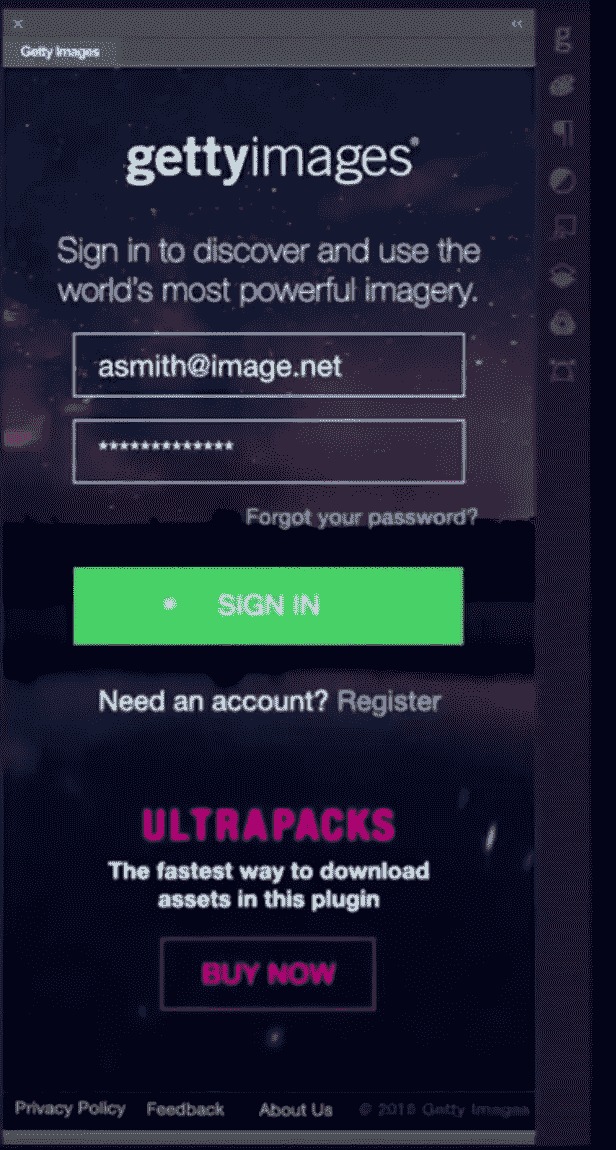 Getty Images
gettyimages®
Sign in to discover and use the
world's most powerful imagery.
asmith@image.net
*************
Forgot your password?
SIGN IN
Need an account? Register
ULTRAPACKS
The fastest way to download
assets in this plugin
BUY NOW
Privacy Policy Feedback About Us © 2016 Getty Images